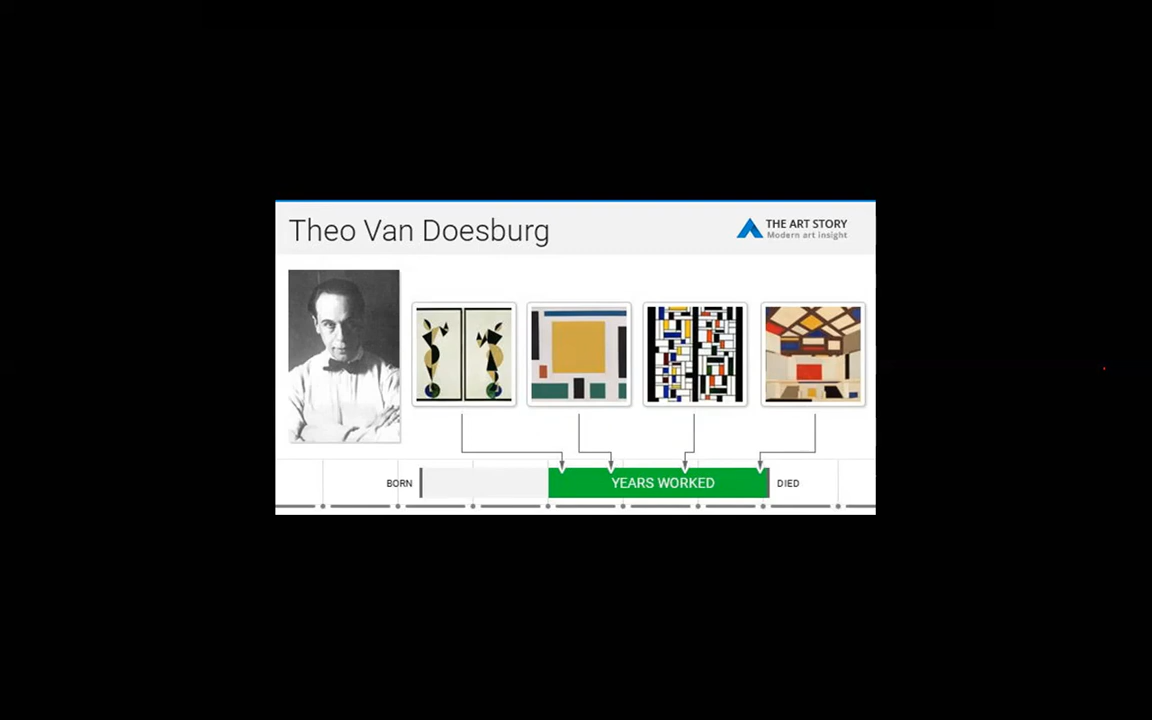 Theo Van Doesburg
THE ART STORY
Modern art insight
BORN
YEARS WORKED
DIED